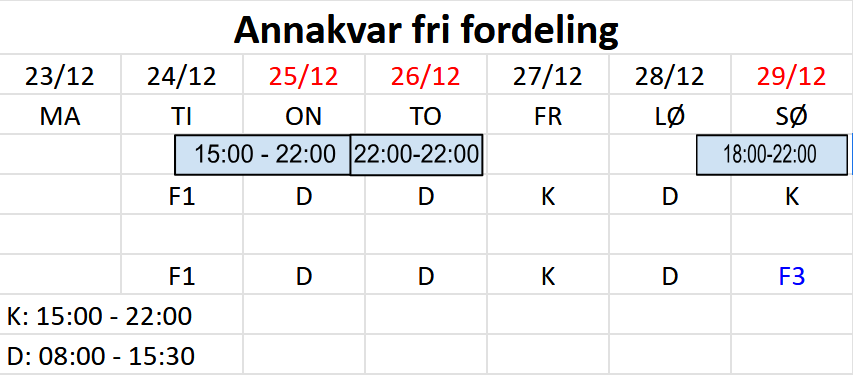 Annakvar fri fordeling
23/12 24/12 25/12 26/12 27/12 28/12 29/12
MA TI ON TO FR LØ SØ
15:00 - 22:00 22:00-22:00 18:00-22:00
F1 D D K D K
F1 D D K D F3
K: 15:00 - 22:00
D: 08:00 - 15:30